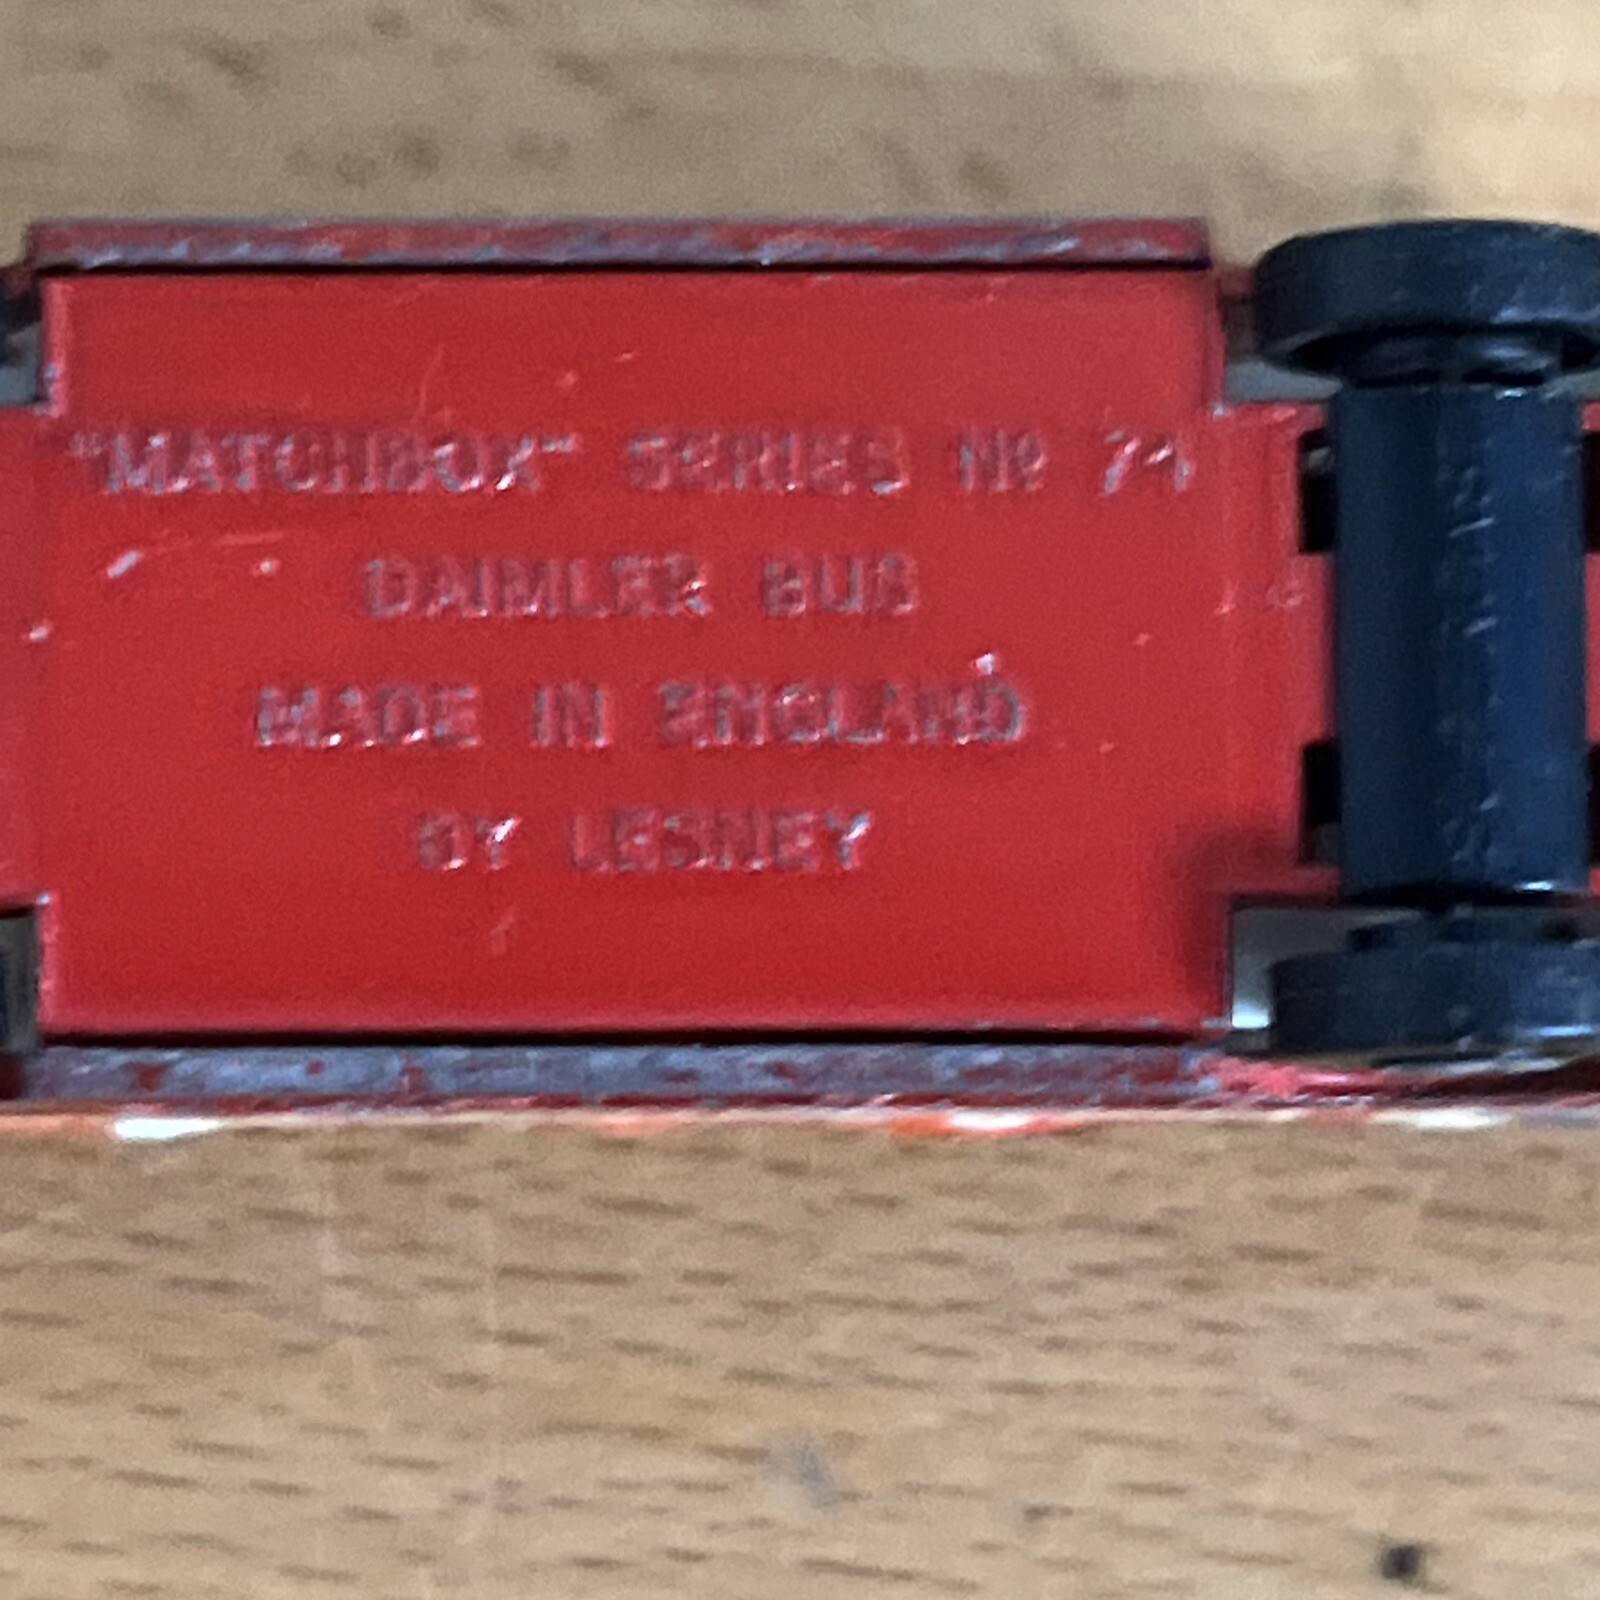 "MATCHBOX" SERIES Nº 74
DAIMLER BUS
MADE IN ENGLAND
BY LESNEY